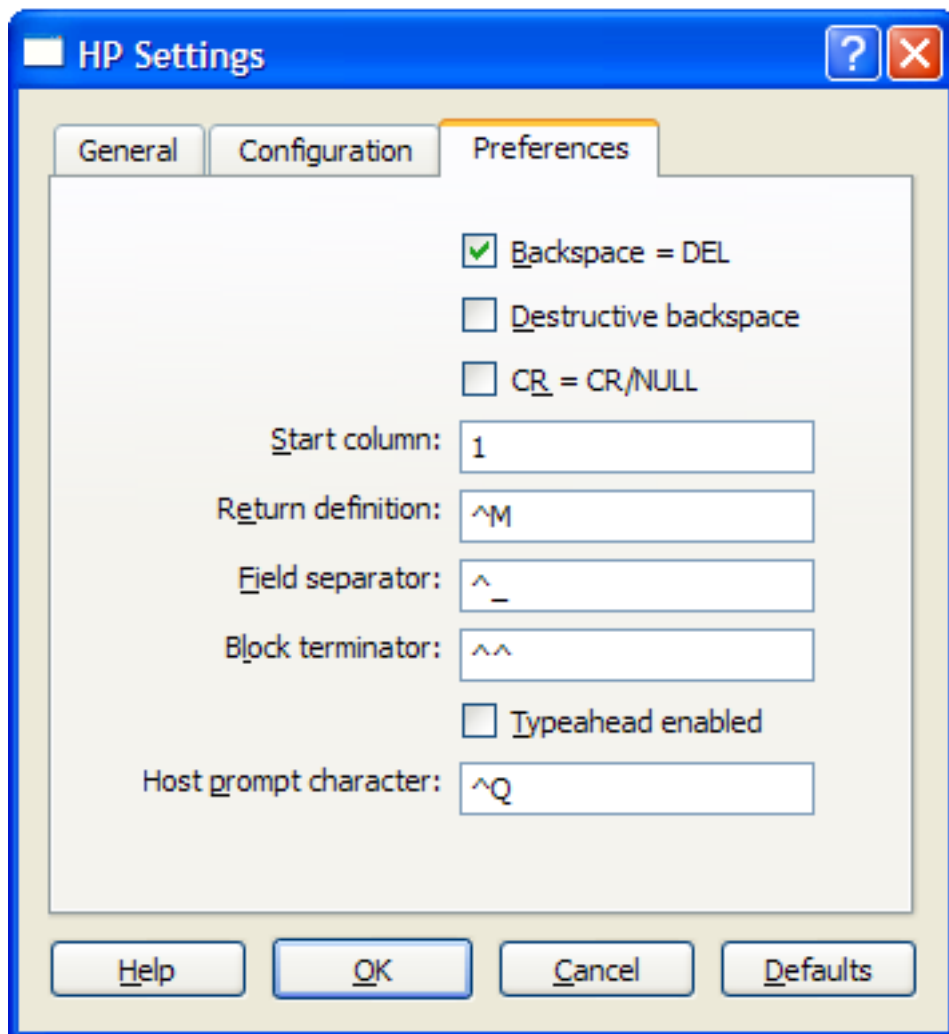 HP Settings
General Configuration Preferences
Backspace = DEL
Destructive backspace
CR = CR/NULL
Start column: 1
Return definition: ^M
Field separator: ^_
Block terminator: ^^
Typeahead enabled
Host prompt character: ^Q
Help OK Cancel Defaults